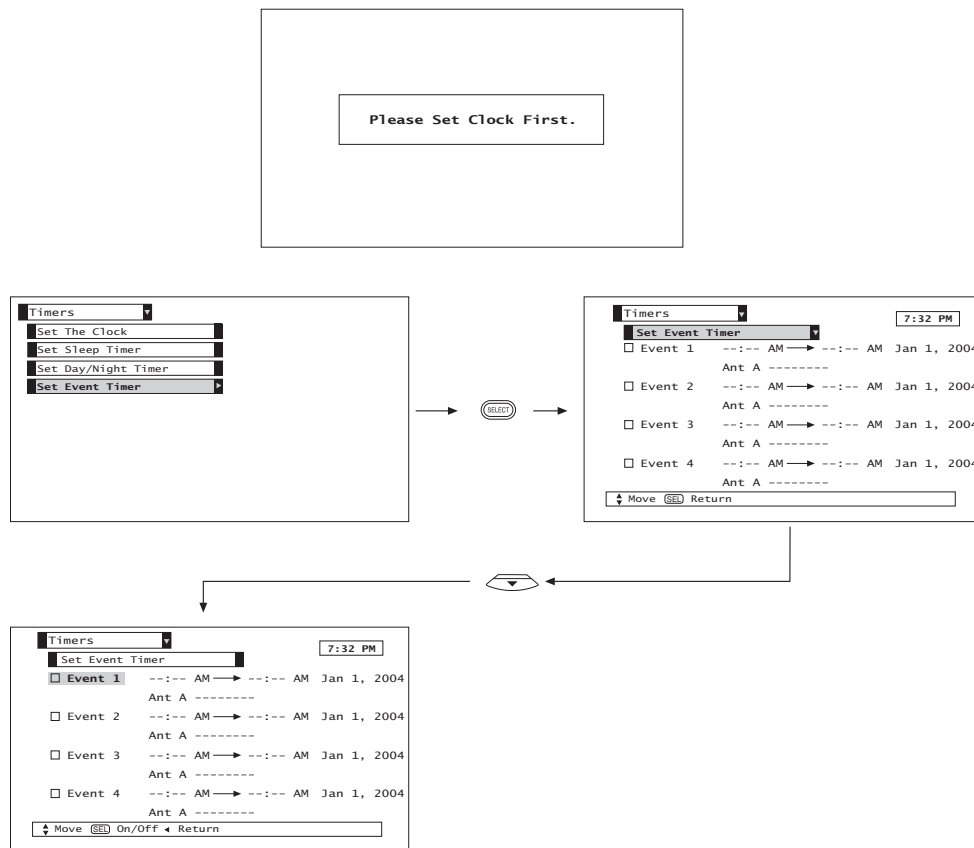 Please Set Clock First.
Timers
Set The Clock
Set Sleep Timer
Set Day/Night Timer
Set Event Timer
SELECT
Timers
7:32 PM
Set Event Timer
Event 1 --:-- AM --:-- AM Jan 1, 2004
Ant A --------
Event 2 --:-- AM --:-- AM Jan 1, 2004
Ant A --------
Event 3 --:-- AM --:-- AM Jan 1, 2004
Ant A --------
Event 4 --:-- AM --:-- AM Jan 1, 2004
Ant A --------
Move SEL Return
Timers
7:32 PM
Set Event Timer
Event 1 --:-- AM --:-- AM Jan 1, 2004
Ant A --------
Event 2 --:-- AM --:-- AM Jan 1, 2004
Ant A --------
Event 3 --:-- AM --:-- AM Jan 1, 2004
Ant A --------
Event 4 --:-- AM --:-- AM Jan 1, 2004
Ant A --------
Move SEL On/Off Return